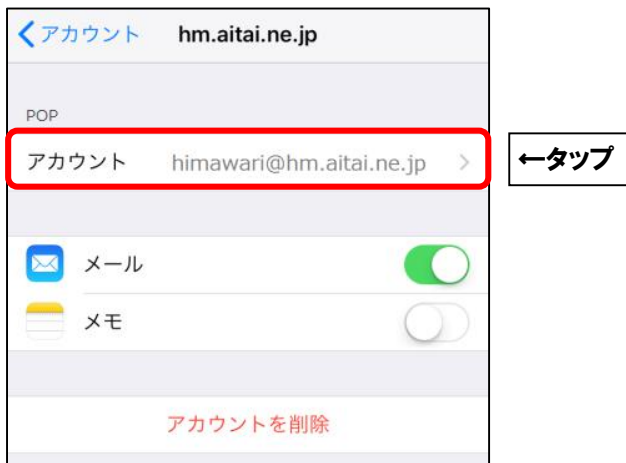 アカウント hm.aitai.ne.jp
POP
アカウント himawari@hm.aitai.ne.jp
←タップ
メール
メモ
アカウントを削除